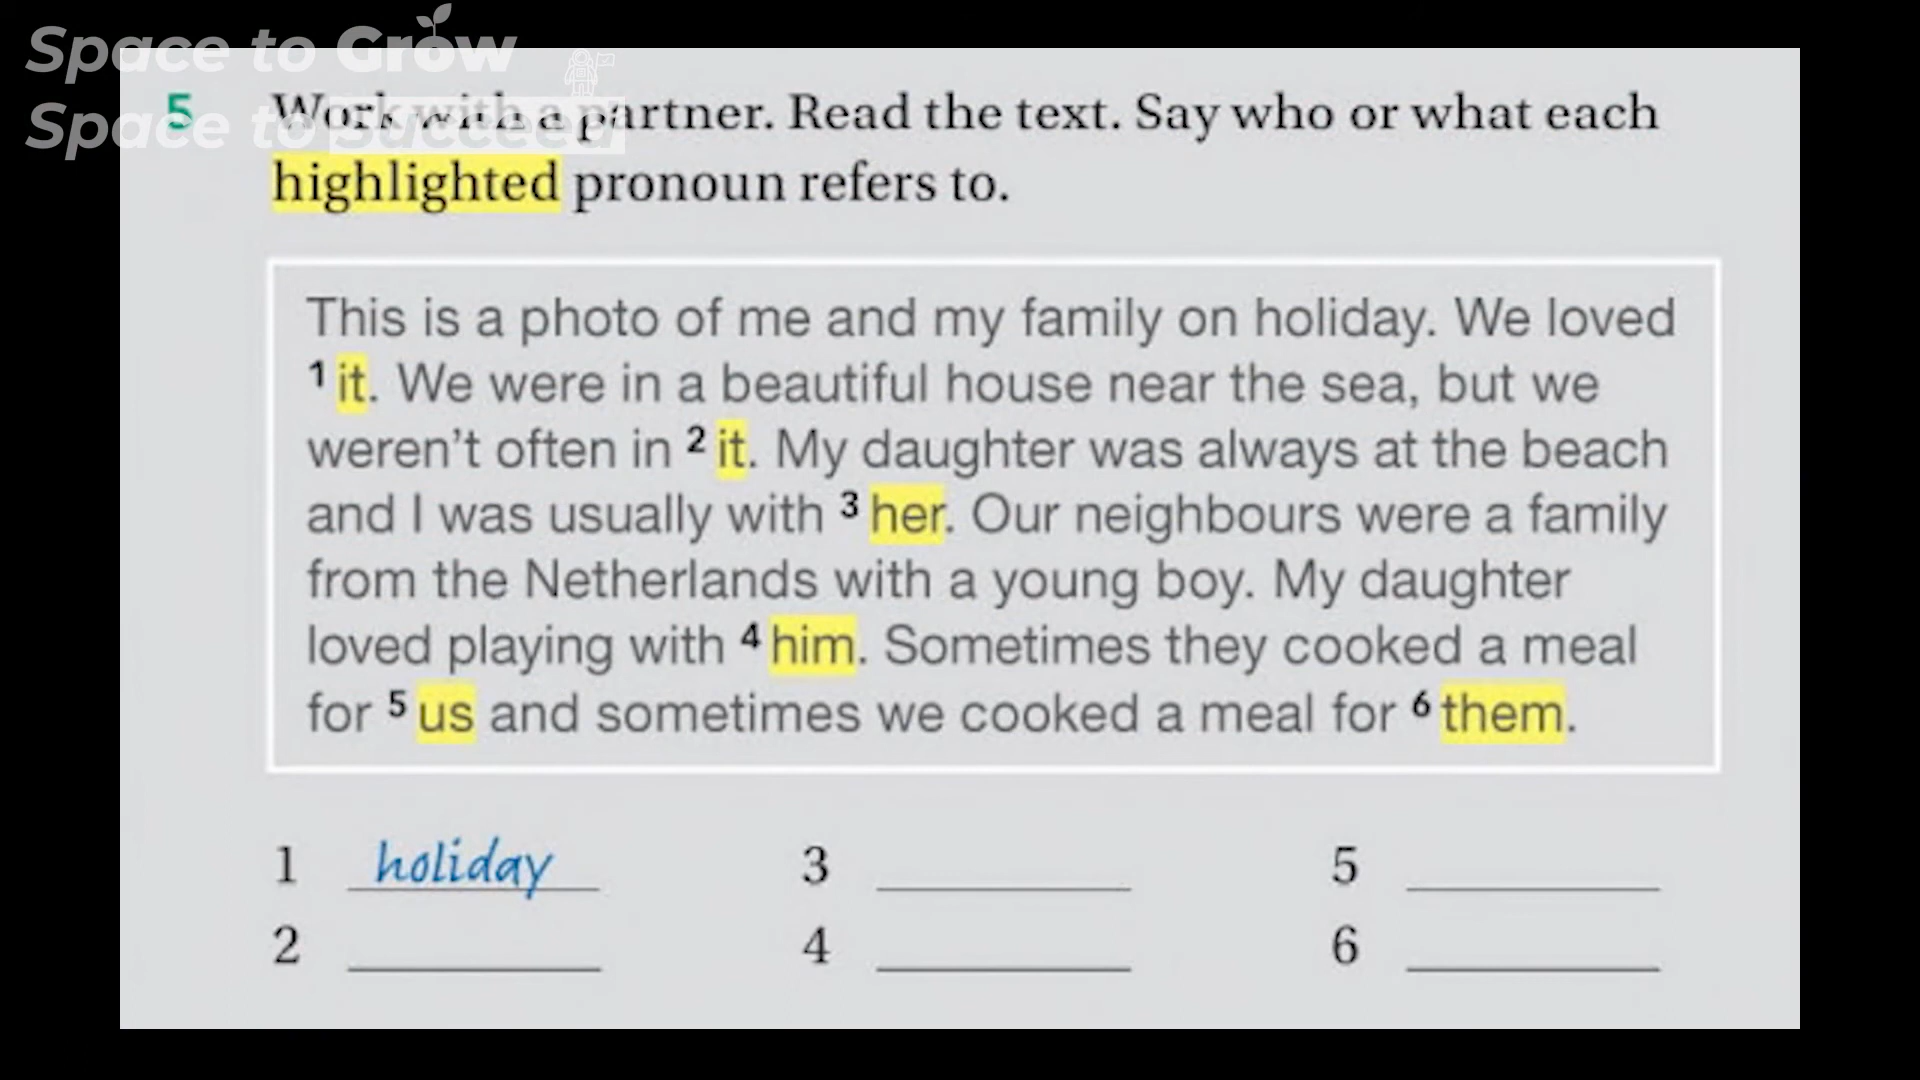 Space to Grow
Space to Succeed
5 Work with a partner. Read the text. Say who or what each
highlighted pronoun refers to.
This is a photo of me and my family on holiday. We loved
1 it. We were in a beautiful house near the sea, but we
weren't often in 2 it. My daughter was always at the beach
and I was usually with 3 her. Our neighbours were a family
from the Netherlands with a young boy. My daughter
loved playing with 4 him. Sometimes they cooked a meal
for 5 us and sometimes we cooked a meal for 6 them.
1 holiday 3 5
2 4 6